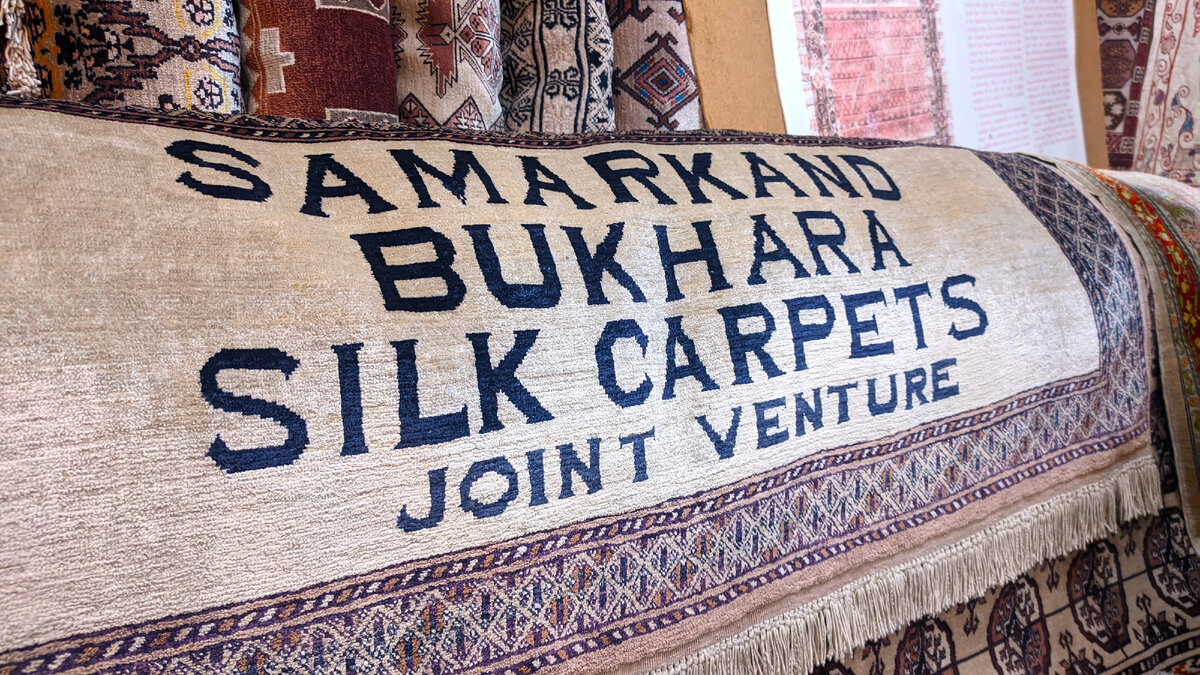 SAMARKAND
BUKHARA
SILK CARPETS
JOINT VENTURE